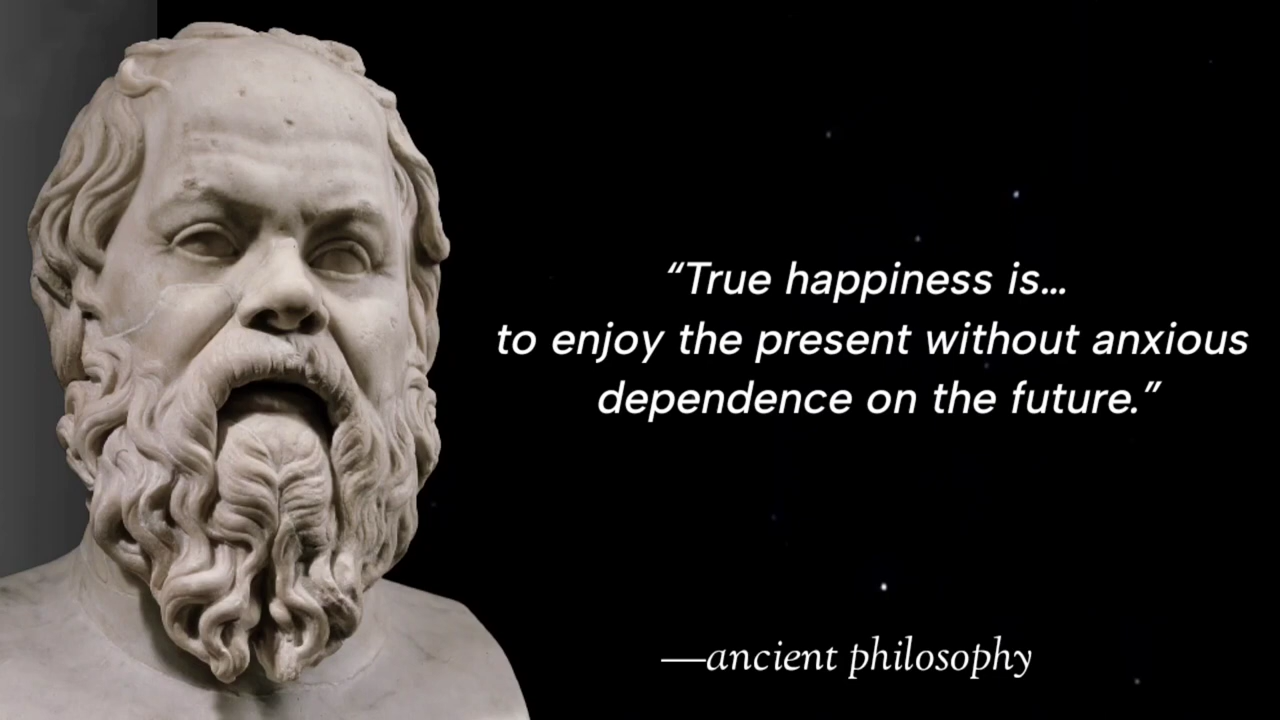 “True happiness is...
to enjoy the present without anxious
dependence on the future.”
—ancient philosophy